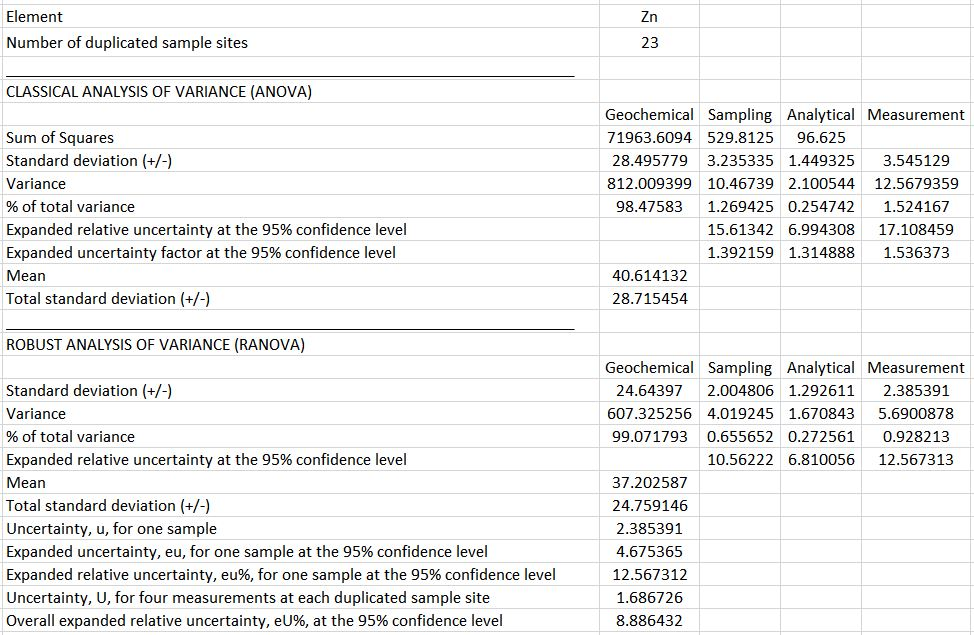 Element Zn
Number of duplicated sample sites 23
CLASSICAL ANALYSIS OF VARIANCE (ANOVA)
Geochemical Sampling Analytical Measurement
Sum of Squares 71963.6094 529.8125 96.625
Standard deviation (+/-) 28.495779 3.235335 1.449325 3.545129
Variance 812.009399 10.46739 2.100544 12.5679359
% of total variance 98.47583 1.269425 0.254742 1.524167
Expanded relative uncertainty at the 95% confidence level 15.61342 6.994308 17.108459
Expanded uncertainty factor at the 95% confidence level 1.392159 1.314888 1.536373
Mean 40.614132
Total standard deviation (+/-) 28.715454
ROBUST ANALYSIS OF VARIANCE (RANOVA)
Geochemical Sampling Analytical Measurement
Standard deviation (+/-) 24.64397 2.004806 1.292611 2.385391
Variance 607.325256 4.019245 1.670843 5.6900878
% of total variance 99.071793 0.655652 0.272561 0.928213
Expanded relative uncertainty at the 95% confidence level 10.56222 6.810056 12.567313
Mean 37.202587
Total standard deviation (+/-) 24.759146
Uncertainty, u, for one sample 2.385391
Expanded uncertainty, eu, for one sample at the 95% confidence level 4.675365
Expanded relative uncertainty, eu%, for one sample at the 95% confidence level 12.567312
Uncertainty, U, for four measurements at each duplicated sample site 1.686726
Overall expanded relative uncertainty, eU%, at the 95% confidence level 8.886432